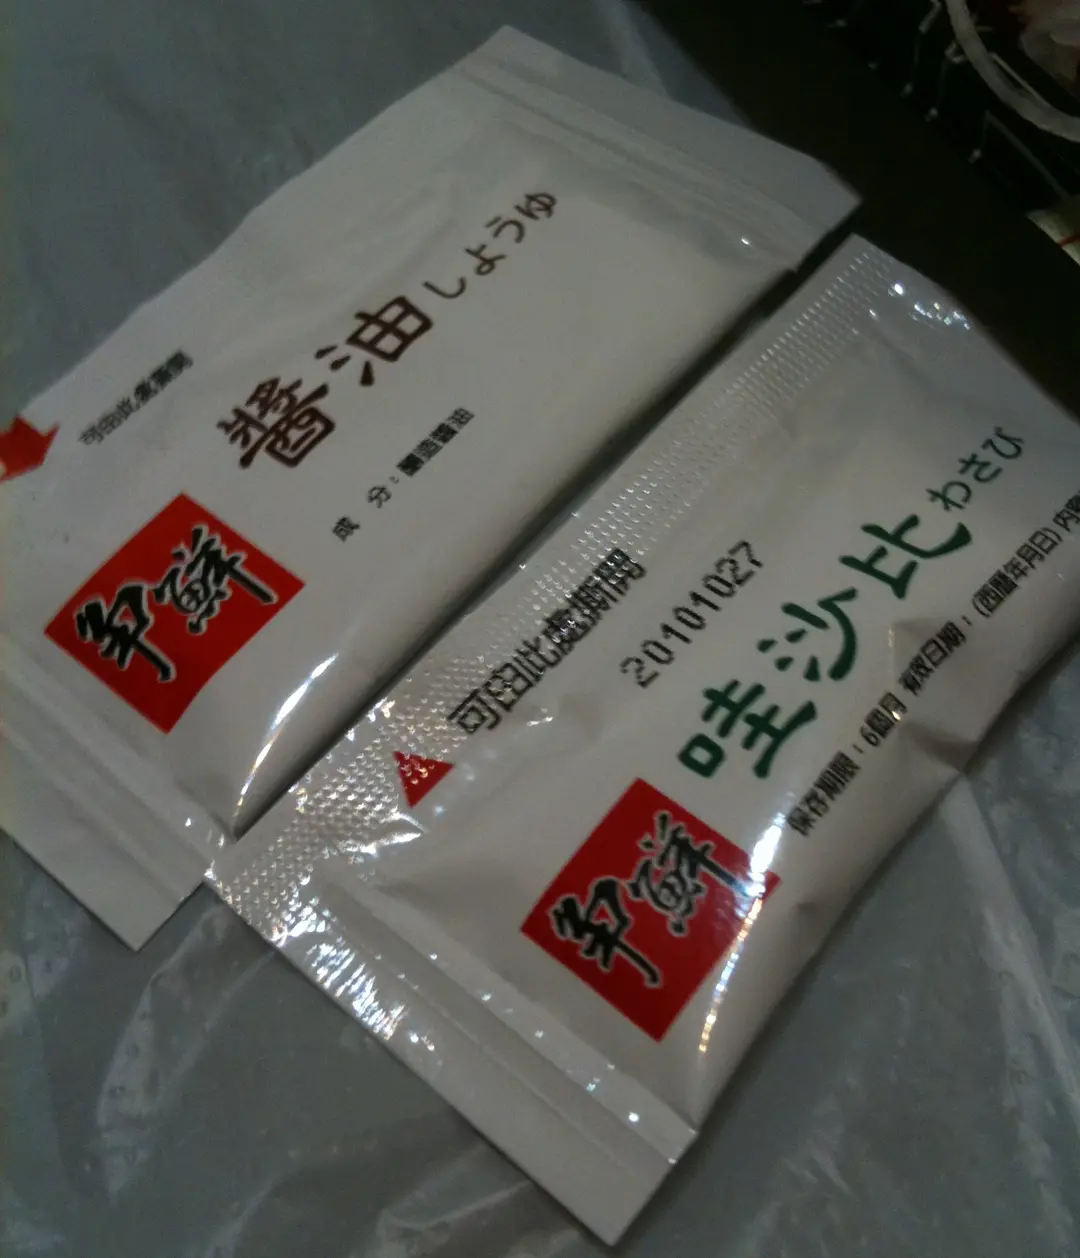 醬油しょうゆ
可由此處撕開
成 分：釀造醬油
争鮮
哇沙比わさび
20101027
可由此處撕開
保存期限：6個月 有效日期：(西曆年月日) 內
争鮮